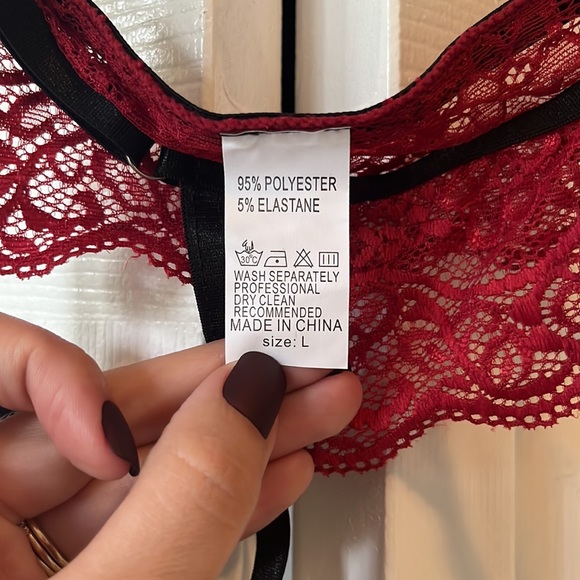 95% POLYESTER
5% ELASTANE
30°C
WASH SEPARATELY
PROFESSIONAL
DRY CLEAN
RECOMMENDED
MADE IN CHINA
size: L